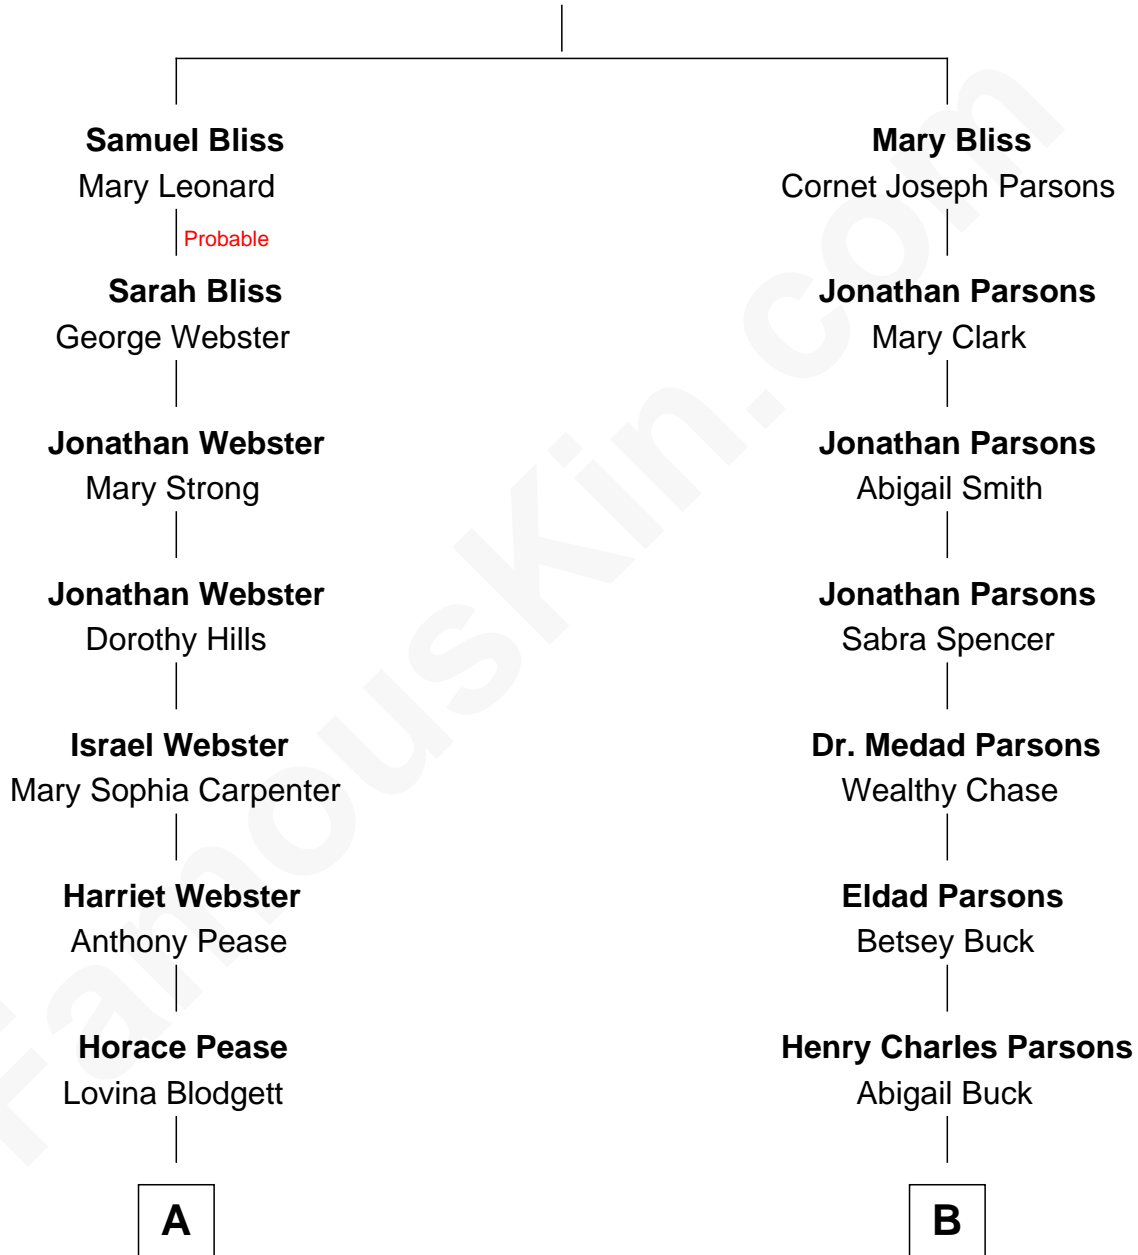 Samuel Bliss
Mary Leonard
Probable
Sarah Bliss
George Webster
Jonathan Webster
Mary Strong
Jonathan Webster
Dorothy Hills
Israel Webster
Mary Sophia Carpenter
Harriet Webster
Anthony Pease
Horace Pease
Lovina Blodgett
A
Mary Bliss
Cornet Joseph Parsons
Jonathan Parsons
Mary Clark
Jonathan Parsons
Abigail Smith
Jonathan Parsons
Sabra Spencer
Dr. Medad Parsons
Wealthy Chase
Eldad Parsons
Betsey Buck
Henry Charles Parsons
Abigail Buck
B
FamousKin.com